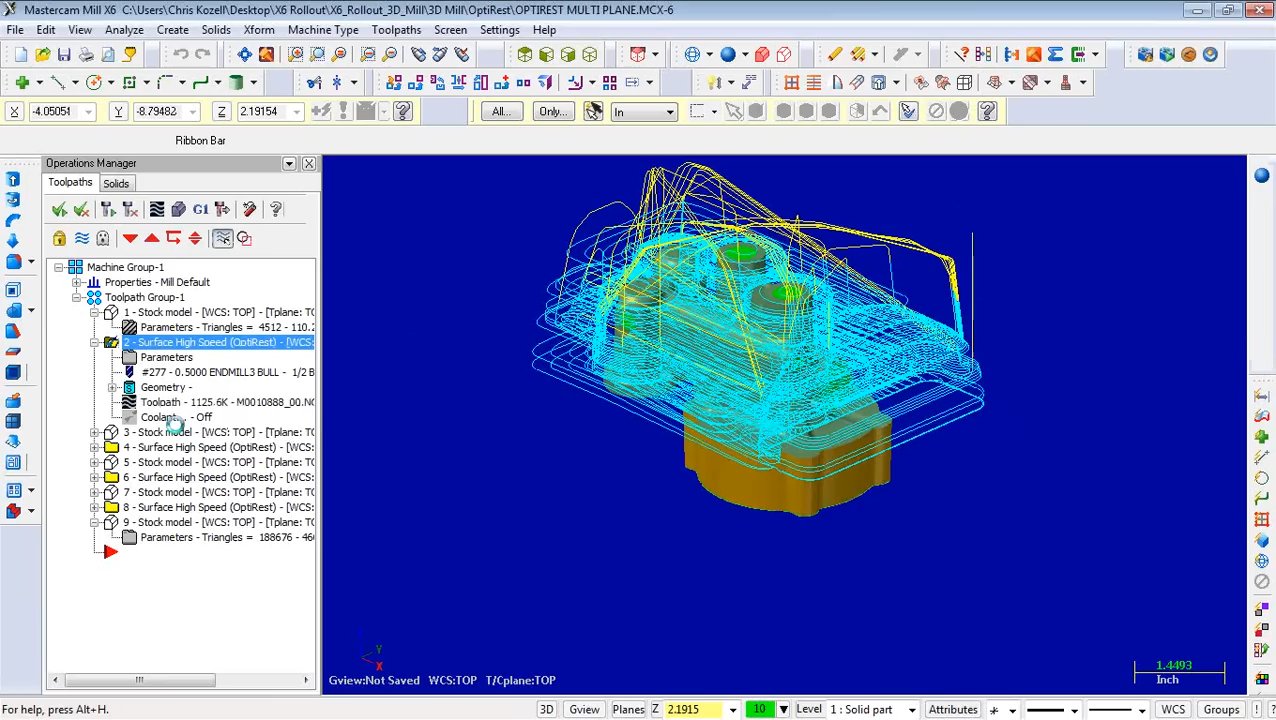 Mastercam Mill X6 C:\Users\Chris Kozell\Desktop\X6 Rollout\X6_Rollout_3D_Mill\3D Mill\OptiRest\OPTIREST MULTI PLANE.MCX-6
File Edit View Analyze Create Solids Xform Machine Type Toolpaths Screen Settings Help
X -4.05051 Y -8.79482 Z 2.19154 All... Only... In
Ribbon Bar
Operations Manager
Toolpaths Solids
G1
Machine Group-1
Properties - Mill Default
Toolpath Group-1
1 - Stock model - [WCS: TOP] - [Tplane: TO
Parameters - Triangles = 4512 - 110.2
2 - Surface High Speed (OptiRest) - [WCS:
Parameters
#277 - 0.5000 ENDMILL3 BULL - 1/2 B
Geometry -
Toolpath - 1125.6K - M0010888_00.NC
Coolant - Off
3 - Stock model - [WCS: TOP] - [Tplane: TO
4 - Surface High Speed (OptiRest) - [WCS:
5 - Stock model - [WCS: TOP] - [Tplane: TO
6 - Surface High Speed (OptiRest) - [WCS:
7 - Stock model - [WCS: TOP] - [Tplane: TO
8 - Surface High Speed (OptiRest) - [WCS:
9 - Stock model - [WCS: TOP] - [Tplane: TO
Parameters - Triangles = 188676 - 46
Y
X
Gview:Not Saved WCS:TOP T/Cplane:TOP
1.4493
Inch
For help, press Alt+H. 3D Gview Planes Z 2.1915 10 Level 1 : Solid part Attributes WCS Groups ! ?